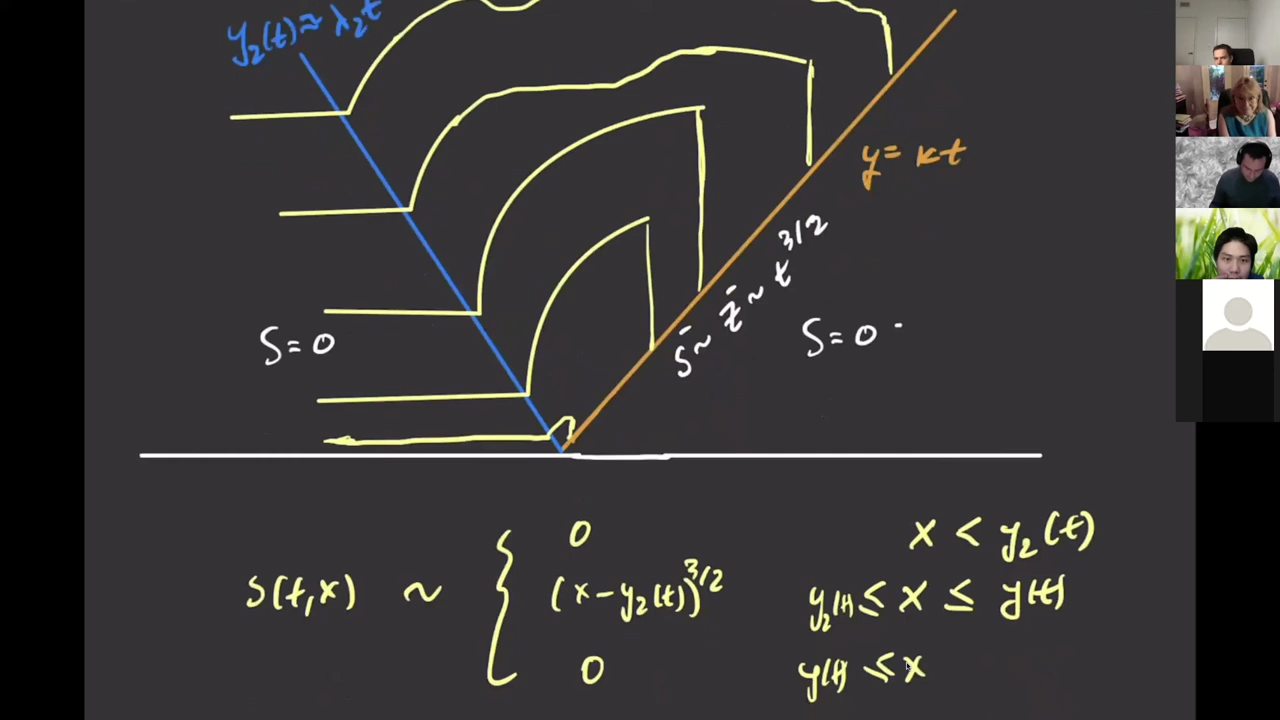 y₂(t) ≈ λ₂t
y = κt
s̄ ~ z̄ ~ t^{3/2}
S = 0
S = 0
s(t,x) ~ {
0 x < y₂(t)
(x − y₂(t))^{3/2} y₂(t) ≤ x ≤ y(t)
0 y(t) ≤ x